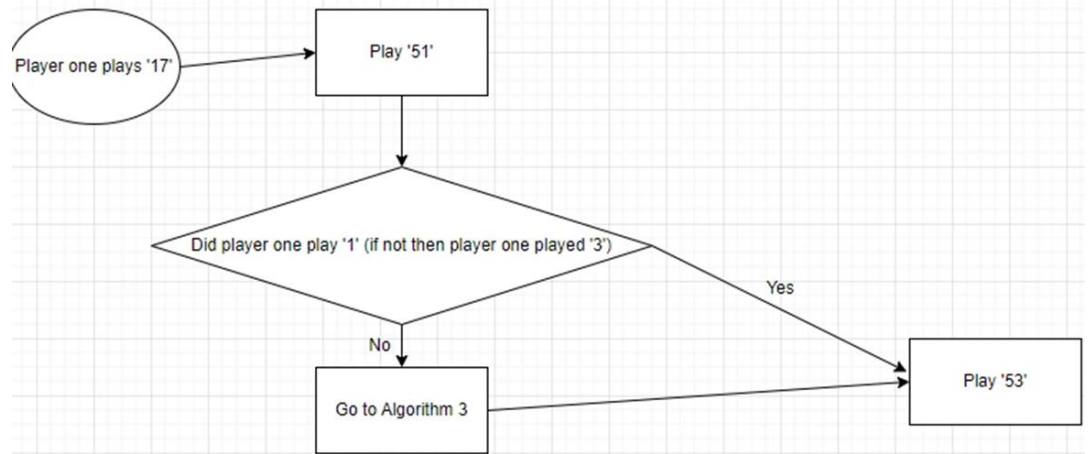 Player one plays '17'
Play '51'
Did player one play '1' (if not then player one played '3')
Yes
No
Play '53'
Go to Algorithm 3